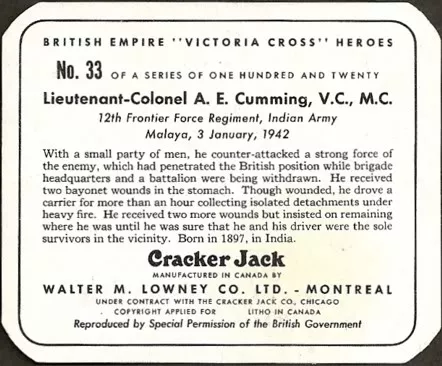 BRITISH EMPIRE "VICTORIA CROSS" HEROES
No. 33 OF A SERIES OF ONE HUNDRED AND TWENTY
Lieutenant-Colonel A. E. Cumming, V.C., M.C.
12th Frontier Force Regiment, Indian Army
Malaya, 3 January, 1942
With a small party of men, he counter-attacked a strong force of
the enemy, which had penetrated the British position while brigade
headquarters and a battalion were being withdrawn. He received
two bayonet wounds in the stomach. Though wounded, he drove a
carrier for more than an hour collecting isolated detachments under
heavy fire. He received two more wounds but insisted on remaining
where he was until he was sure that he and his driver were the sole
survivors in the vicinity. Born in 1897, in India.
Cracker Jack
MANUFACTURED IN CANADA BY
WALTER M. LOWNEY CO. LTD. - MONTREAL
UNDER CONTRACT WITH THE CRACKER JACK CO., CHICAGO
COPYRIGHT APPLIED FOR LITHO IN CANADA
Reproduced by Special Permission of the British Government